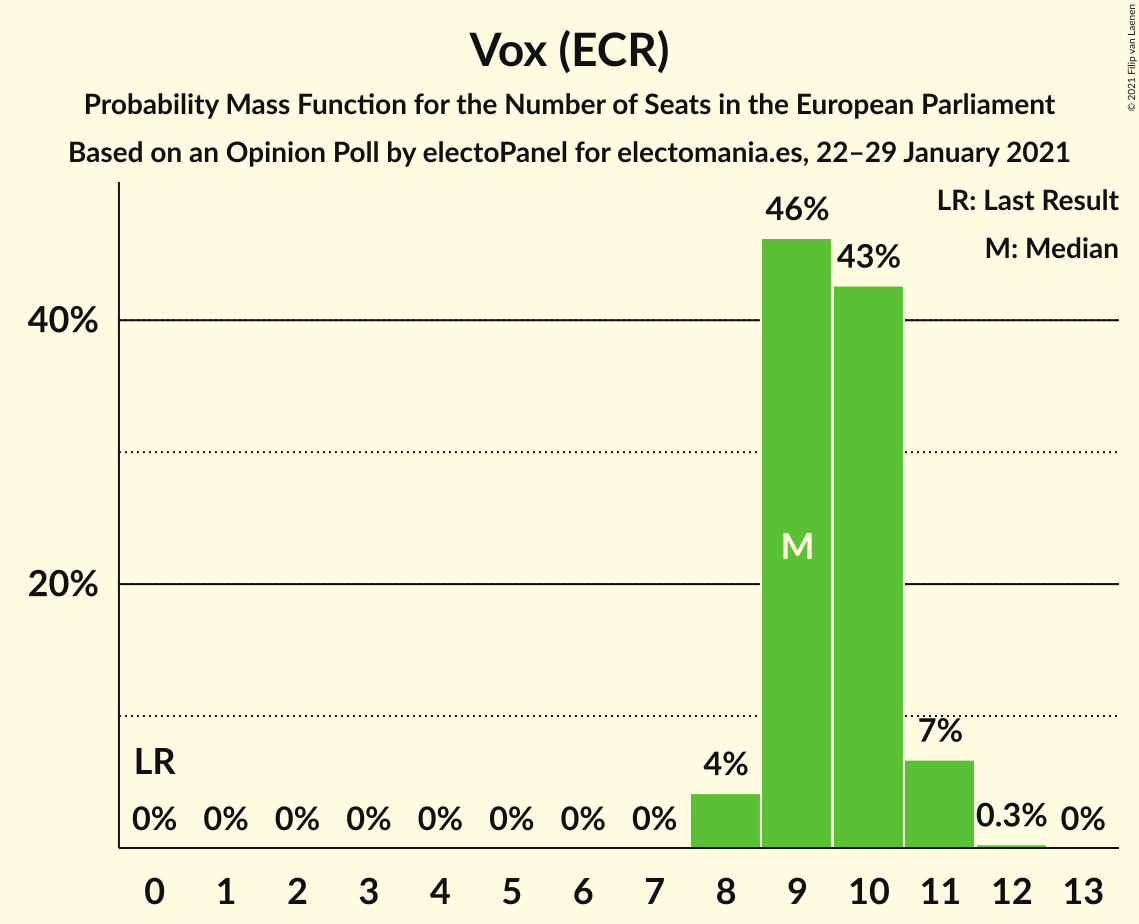 Vox (ECR)
Probability Mass Function for the Number of Seats in the European Parliament
Based on an Opinion Poll by electoPanel for electomania.es, 22–29 January 2021
© 2021 Filip van Laenen
LR: Last Result
M: Median
46%
43%
40%
M
20%
7%
LR
4%
0% 0% 0% 0% 0% 0% 0% 0% 0.3% 0%
0 1 2 3 4 5 6 7 8 9 10 11 12 13